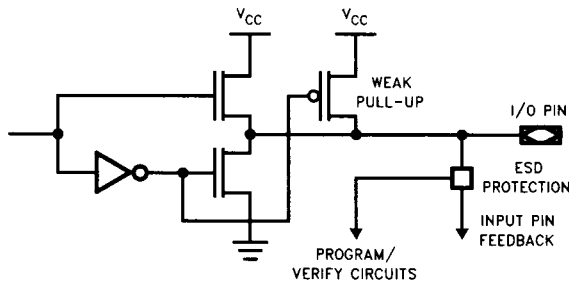 VCC
VCC
WEAK
PULL-UP
I/O PIN
ESD
PROTECTION
INPUT PIN
FEEDBACK
PROGRAM/
VERIFY CIRCUITS